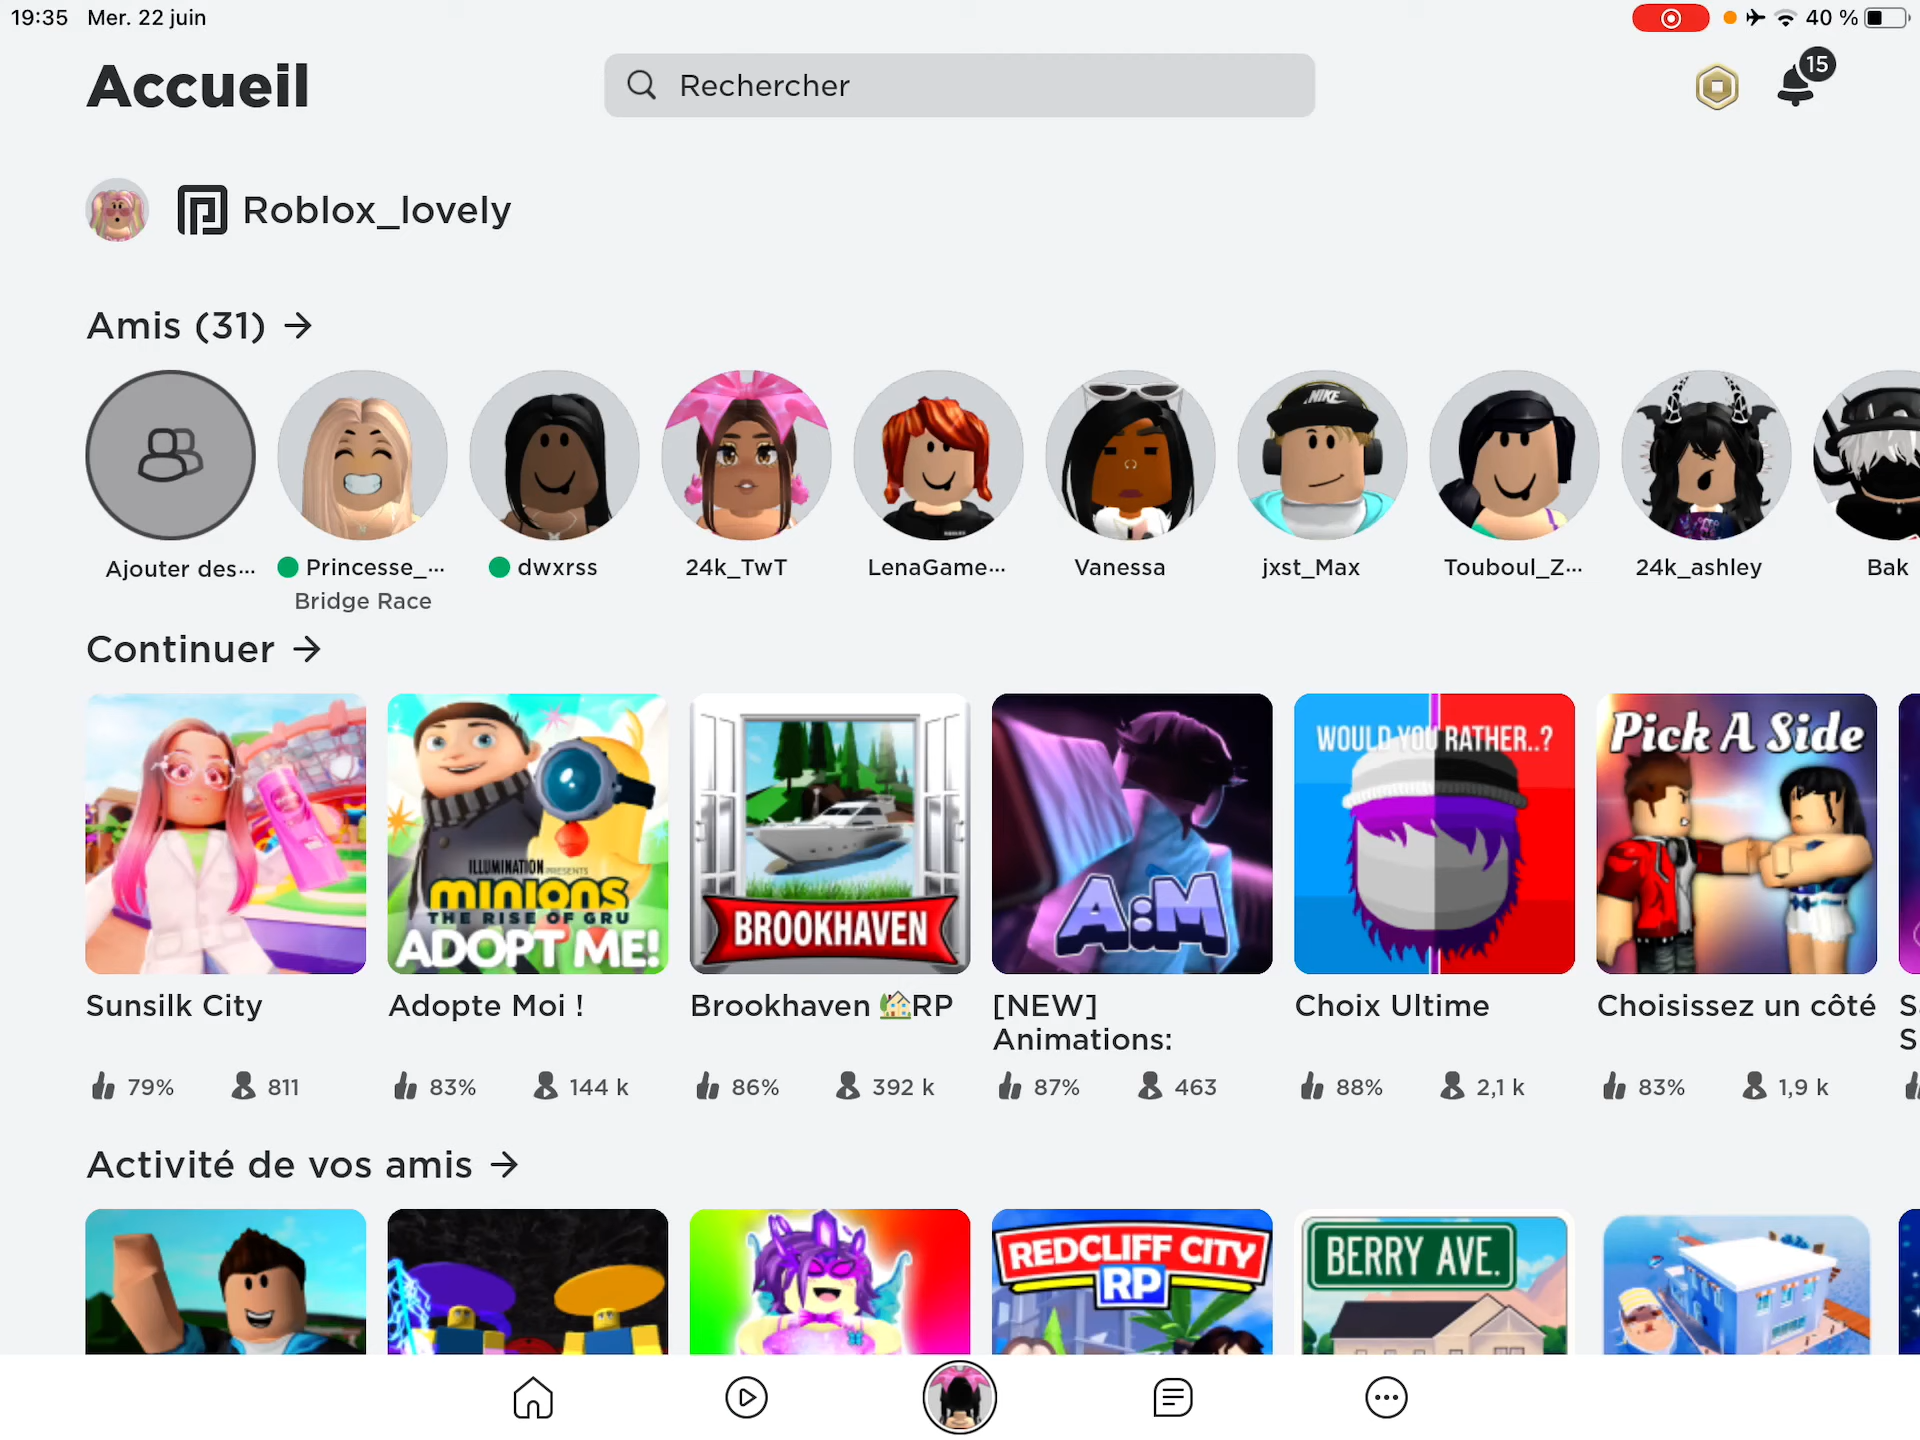 19:35 Mer. 22 juin
40 %
Accueil
Rechercher
15
Roblox_lovely
Amis (31) →
NIKE
Ajouter des...
Princesse_...
dwxrss
24k_TwT
LenaGame...
Vanessa
jxst_Max
Touboul_Z...
24k_ashley
Bak
Bridge Race
Continuer →
ILLUMINATION PRESENTS
MINIONS
THE RISE OF GRU
ADOPT ME!
BROOKHAVEN
A:M
WOULD YOU RATHER..?
Pick A Side
Sunsilk City
Adopte Moi !
Brookhaven 🏡RP
[NEW]
Animations:
Choix Ultime
Choisissez un côté
79% 811
83% 144 k
86% 392 k
87% 463
88% 2,1 k
83% 1,9 k
Activité de vos amis →
REDCLIFF CITY
RP
BERRY AVE.